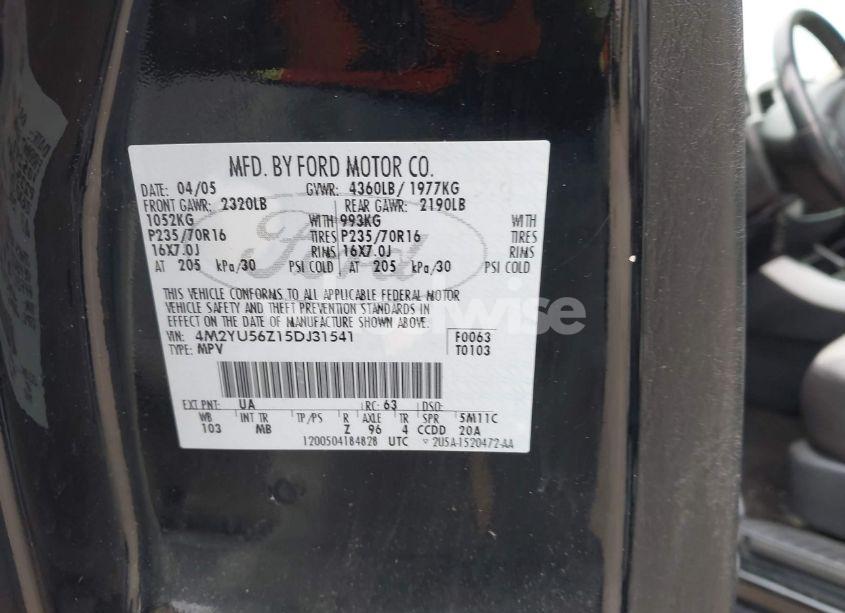 MFD. BY FORD MOTOR CO.
DATE: 04/05 GVWR: 4360LB/ 1977KG
FRONT GAWR: 2320LB REAR GAWR: 2190LB
1052KG WITH 993KG WITH
P235/70R16 TIRES P235/70R16 TIRES
16X7.0J RIMS 16X7.0J RIMS
AT 205 kPa/30 PSI COLD AT 205 kPa/30 PSI COLD
Ford
THIS VEHICLE CONFORMS TO ALL APPLICABLE FEDERAL MOTOR
VEHICLE SAFETY AND THEFT PREVENTION STANDARDS IN
EFFECT ON THE DATE OF MANUFACTURE SHOWN ABOVE.
VIN: 4M2YU56Z15DJ31541 F0063
TYPE: MPV T0103
EXT PNT: UA RC: 63 DSO:
WB INT TR TP/PS R AXLE TR SPR 5M11C
103 MB Z 96 4 CCDD 20A
1200504184828 UTC 2U5A-1520472-AA